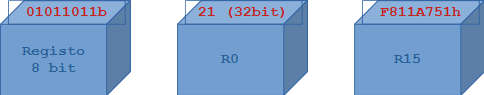 01011011b
21 (32bit)
F811A751h
Registo
8 bit
R0
R15